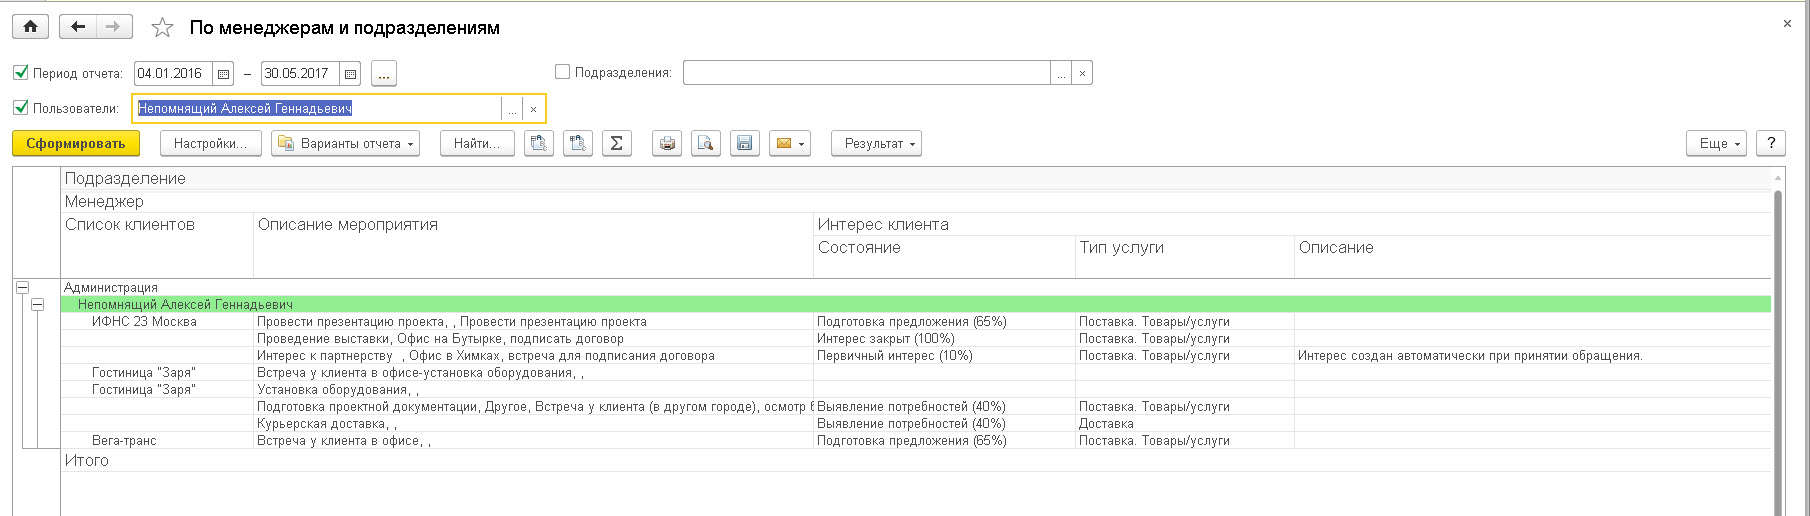 По менеджерам и подразделениям
Период отчета: 04.01.2016 – 30.05.2017 ... Подразделения: ... ×
Пользователи: Непомнящий Алексей Геннадьевич ... ×
Сформировать Настройки... Варианты отчета Найти... Σ Результат Еще ?
Подразделение
Менеджер
Список клиентов Описание мероприятия Интерес клиента
Состояние Тип услуги Описание
Администрация
Непомнящий Алексей Геннадьевич
ИФНС 23 Москва Провести презентацию проекта, , Провести презентацию проекта Подготовка предложения (65%) Поставка. Товары/услуги
Проведение выставки, Офис на Бутырке, подписать договор Интерес закрыт (100%) Поставка. Товары/услуги
Интерес к партнерству , Офис в Химках, встреча для подписания договора Первичный интерес (10%) Поставка. Товары/услуги Интерес создан автоматически при принятии обращения.
Гостиница "Заря" Встреча у клиента в офисе-установка оборудования, ,
Гостиница "Заря" Установка оборудования, ,
Подготовка проектной документации, Другое, Встреча у клиента (в другом городе), осмотр Выявление потребностей (40%) Поставка. Товары/услуги
Курьерская доставка, , Выявление потребностей (40%) Доставка
Вега-транс Встреча у клиента в офисе, , Подготовка предложения (65%) Поставка. Товары/услуги
Итого